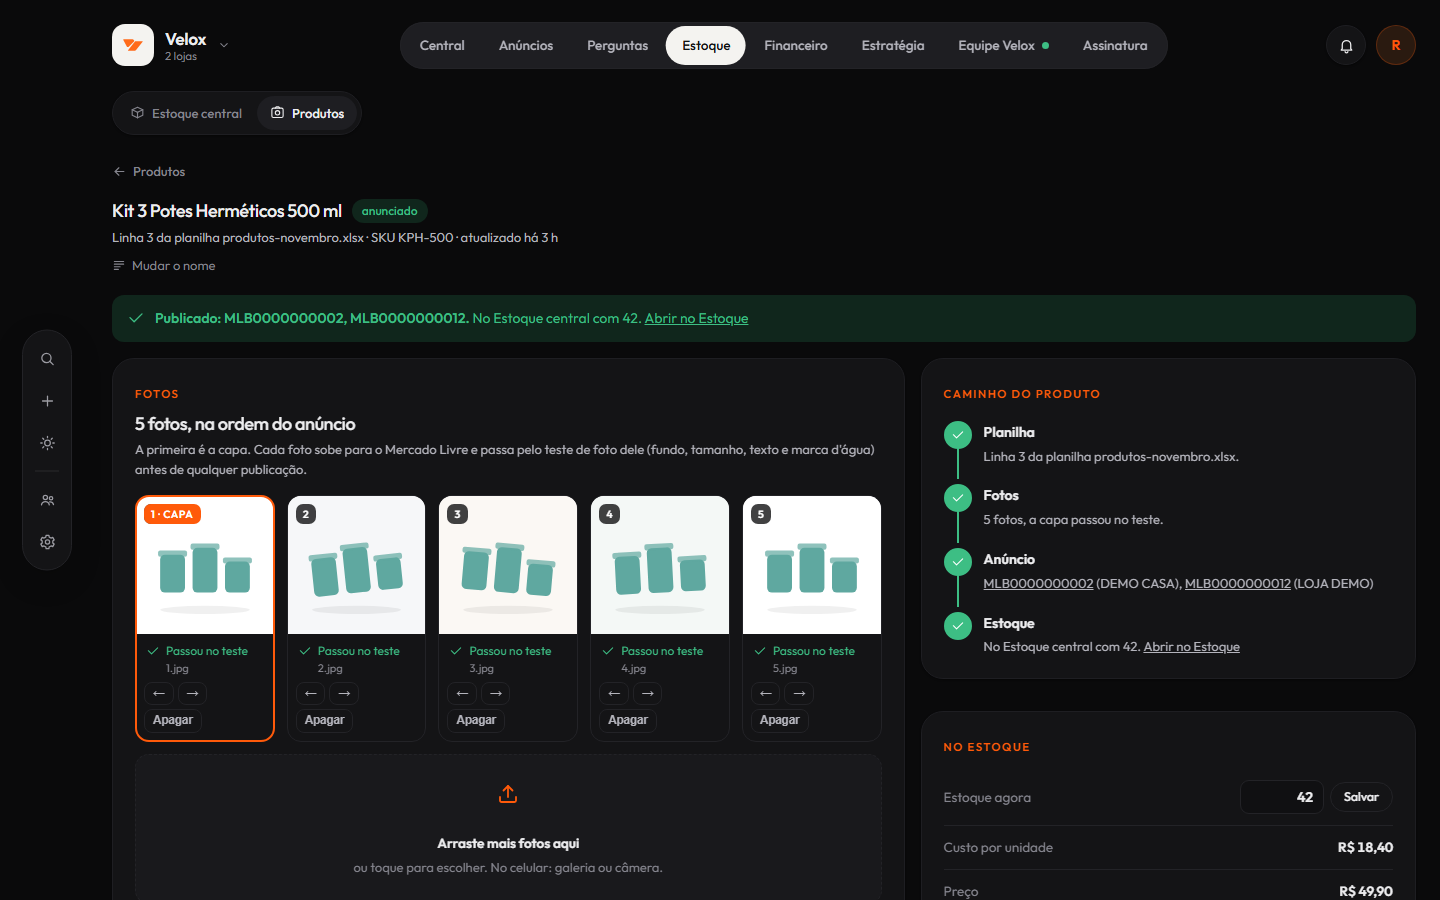 Velox
2 lojas
Central
Anúncios
Perguntas
Estoque
Financeiro
Estratégia
Equipe Velox
Assinatura
R
Estoque central
Produtos
← Produtos
Kit 3 Potes Herméticos 500 ml
anunciado
Linha 3 da planilha produtos-novembro.xlsx · SKU KPH-500 · atualizado há 3 h
Mudar o nome
Publicado: MLB0000000002, MLB0000000012. No Estoque central com 42. Abrir no Estoque
FOTOS
5 fotos, na ordem do anúncio
A primeira é a capa. Cada foto sobe para o Mercado Livre e passa pelo teste de foto dele (fundo, tamanho, texto e marca d'água)
antes de qualquer publicação.
1 · CAPA
Passou no teste
1.jpg
← →
Apagar
2
Passou no teste
2.jpg
← →
Apagar
3
Passou no teste
3.jpg
← →
Apagar
4
Passou no teste
4.jpg
← →
Apagar
5
Passou no teste
5.jpg
← →
Apagar
Arraste mais fotos aqui
ou toque para escolher. No celular: galeria ou câmera.
CAMINHO DO PRODUTO
Planilha
Linha 3 da planilha produtos-novembro.xlsx.
Fotos
5 fotos, a capa passou no teste.
Anúncio
MLB0000000002 (DEMO CASA), MLB0000000012 (LOJA DEMO)
Estoque
No Estoque central com 42. Abrir no Estoque
NO ESTOQUE
Estoque agora
42
Salvar
Custo por unidade
R$ 18,40
Preço
R$ 49,90